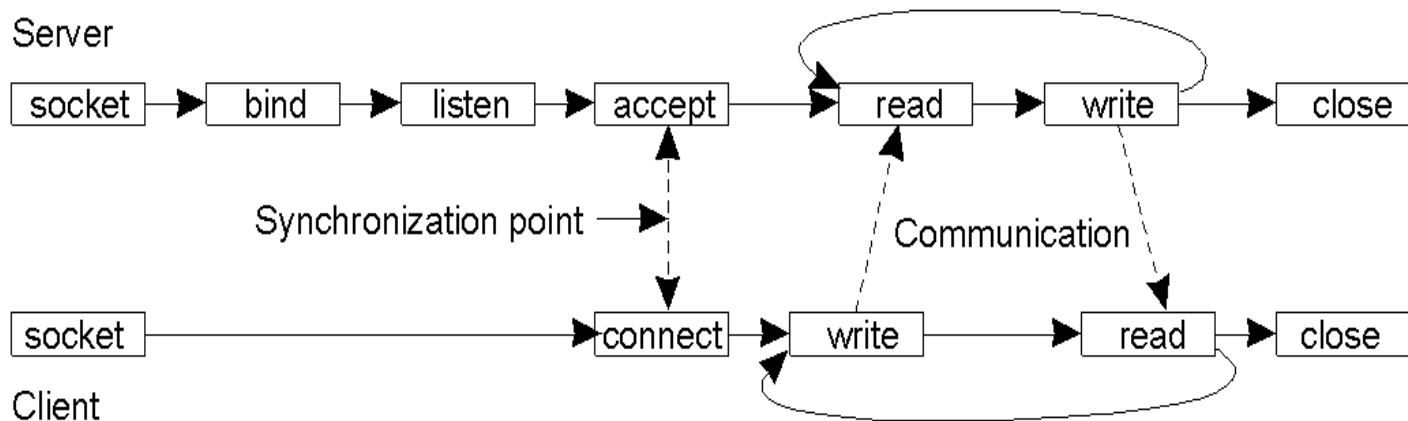 Server
socket bind listen accept read write close
Synchronization point
Communication
socket connect write read close
Client